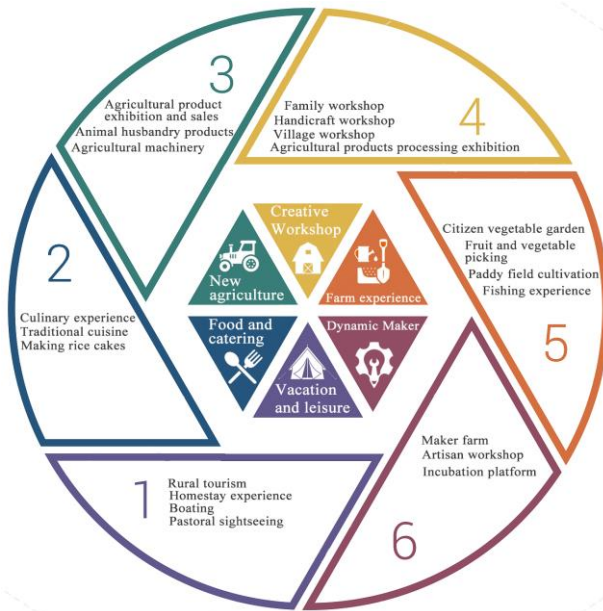 3
Agricultural product
exhibition and sales
Animal husbandry products
Agricultural machinery
4
Family workshop
Handicraft workshop
Village workshop
Agricultural products processing exhibition
2
Culinary experience
Traditional cuisine
Making rice cakes
Creative
Workshop
New
agriculture
Farm experience
Food and
catering
Vacation
and leisure
Dynamic Maker
Citizen vegetable garden
Fruit and vegetable
picking
Paddy field cultivation
Fishing experience
5
1
Rural tourism
Homestay experience
Boating
Pastoral sightseeing
Maker farm
Artisan workshop
Incubation platform
6